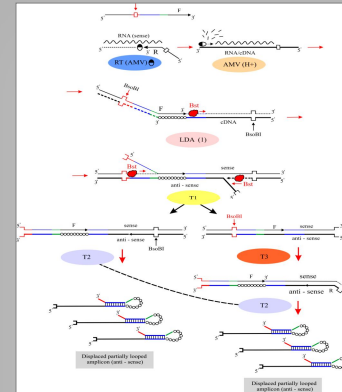 F
RNA (sense)
R
RT (AMV)
RNA/cDNA
AMV (H+)
BsoBI
F
Bst
cDNA
BsoBI
LDA (1)
Bst
sense
anti - sense
Bst
T1
BsoBI
F
sense
anti - sense
BsoBI
F
sense
anti - sense
T2
T3
F
sense
anti - sense
R
T2
Displaced partially looped
amplicon (anti - sense)
Displaced partially looped
amplicon (anti - sense)